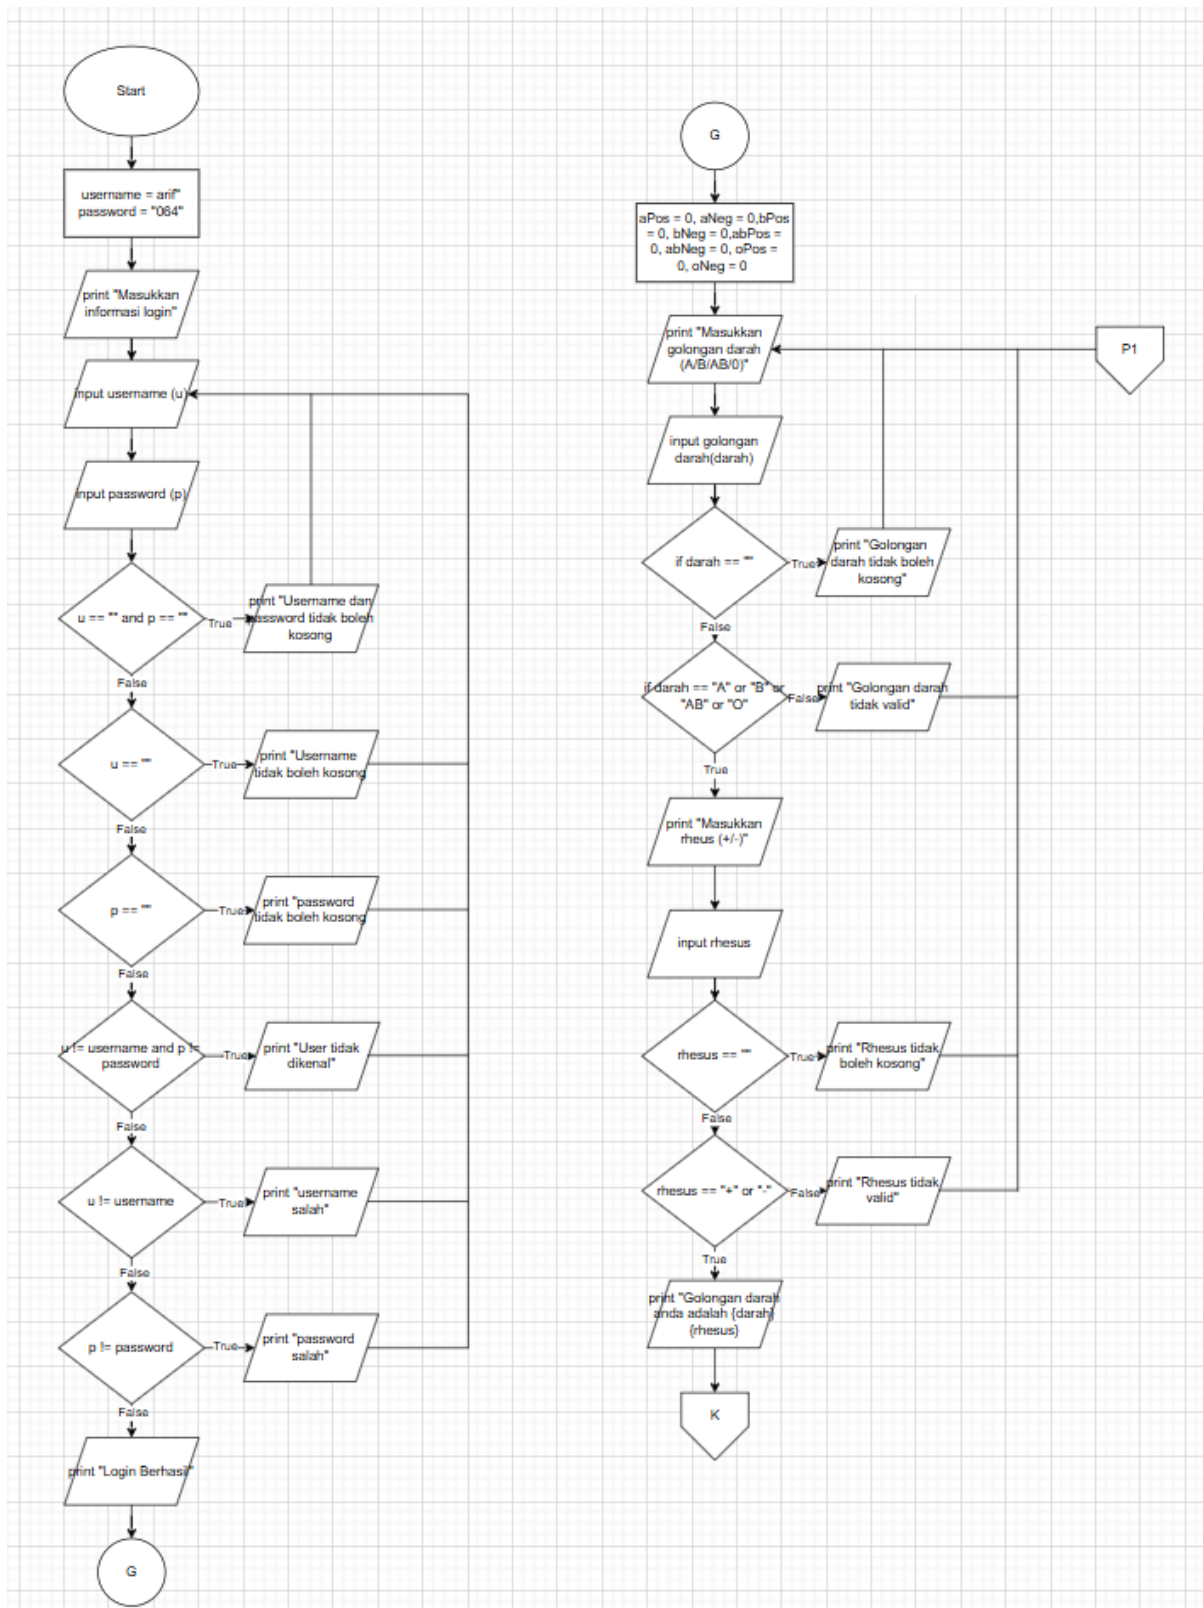 Start
username = arif"
password = "064"
print "Masukkan
informasi login"
input username (u)
input password (p)
u == "" and p == ""
True
print "Username dan
password tidak boleh
kosong
False
u == ""
True
print "Username
tidak boleh kosong
False
p == ""
True
print "password
tidak boleh kosong
False
u != username and p !=
password
True
print "User tidak
dikenal"
False
u != username
True
print "username
salah"
False
p != password
True
print "password
salah"
False
print "Login Berhasil"
G
G
aPos = 0, aNeg = 0,bPos
= 0, bNeg = 0,abPos =
0, abNeg = 0, oPos =
0, oNeg = 0
print "Masukkan
golongan darah
(A/B/AB/0)"
P1
input golongan
darah(darah)
if darah == ""
True
print "Golongan
darah tidak boleh
kosong"
False
if darah == "A" or "B" or
"AB" or "O"
False
print "Golongan darah
tidak valid"
True
print "Masukkan
rheus (+/-)"
input rhesus
rhesus == ""
True
print "Rhesus tidak
boleh kosong"
False
rhesus == "+" or "-"
False
print "Rhesus tidak
valid"
True
print "Golongan darah
anda adalah {darah}
{rhesus}
K